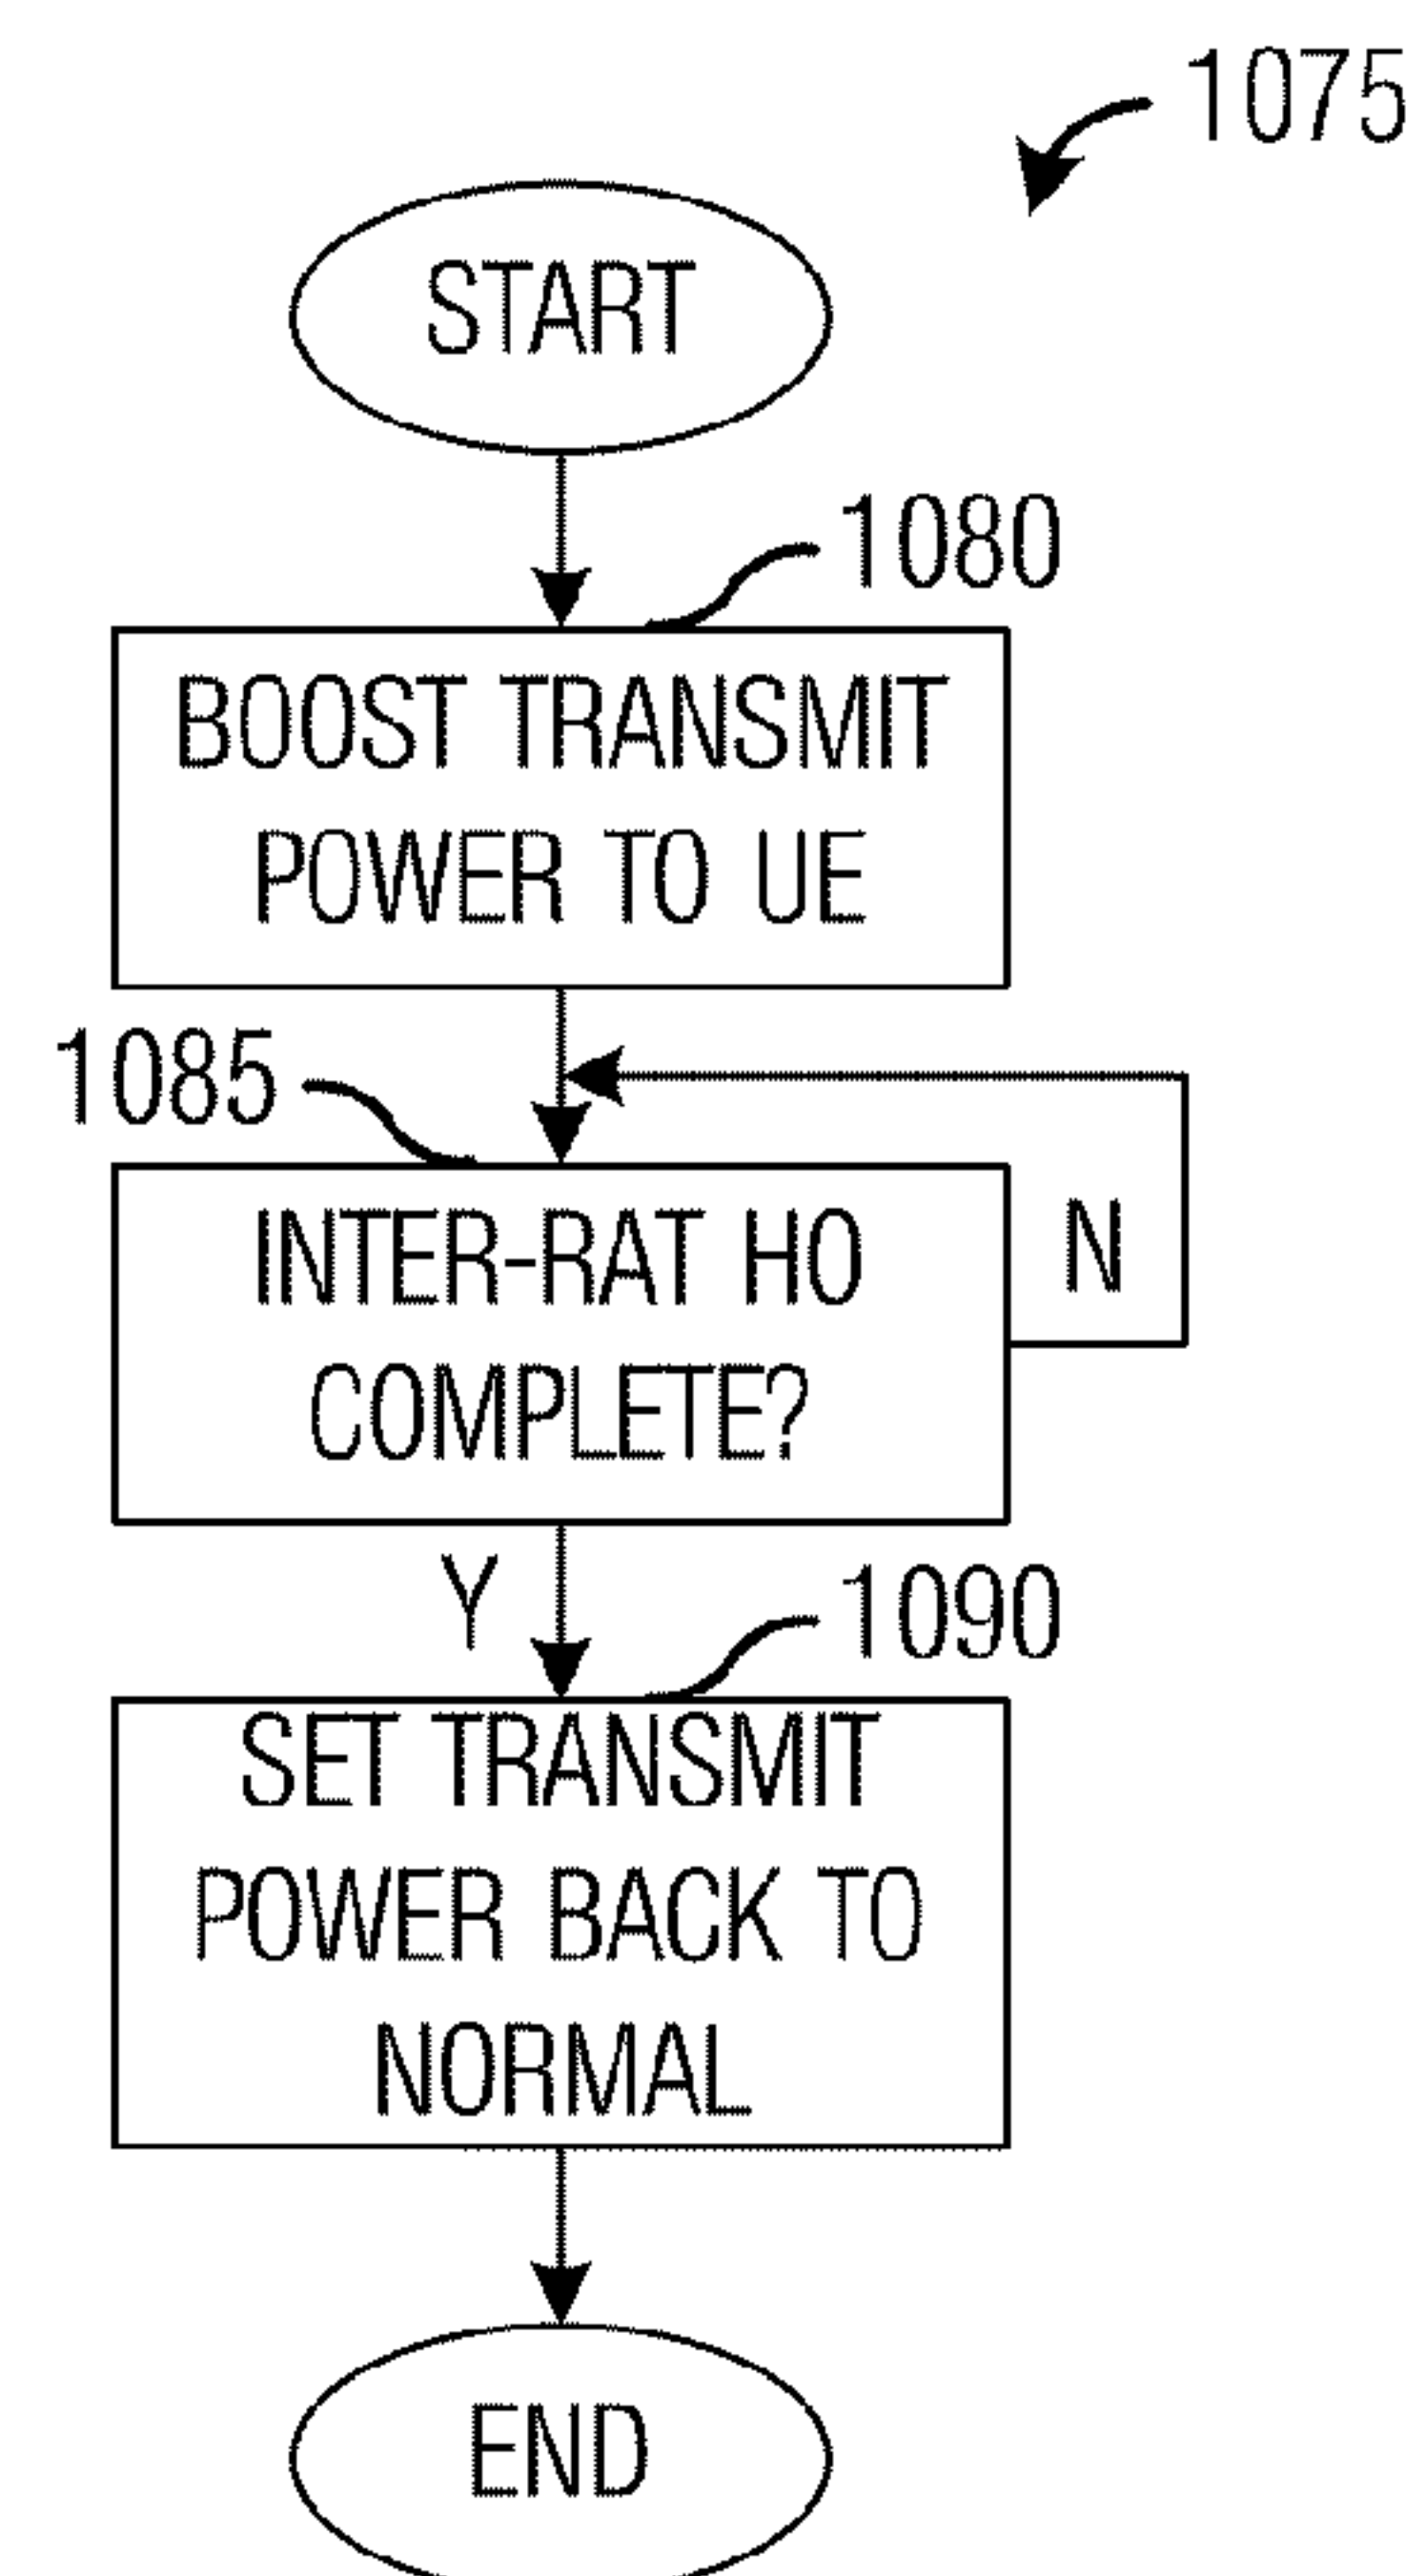 1075
START
1080
BOOST TRANSMIT
POWER TO UE
1085
INTER-RAT HO
COMPLETE?
N
Y
1090
SET TRANSMIT
POWER BACK TO
NORMAL
END